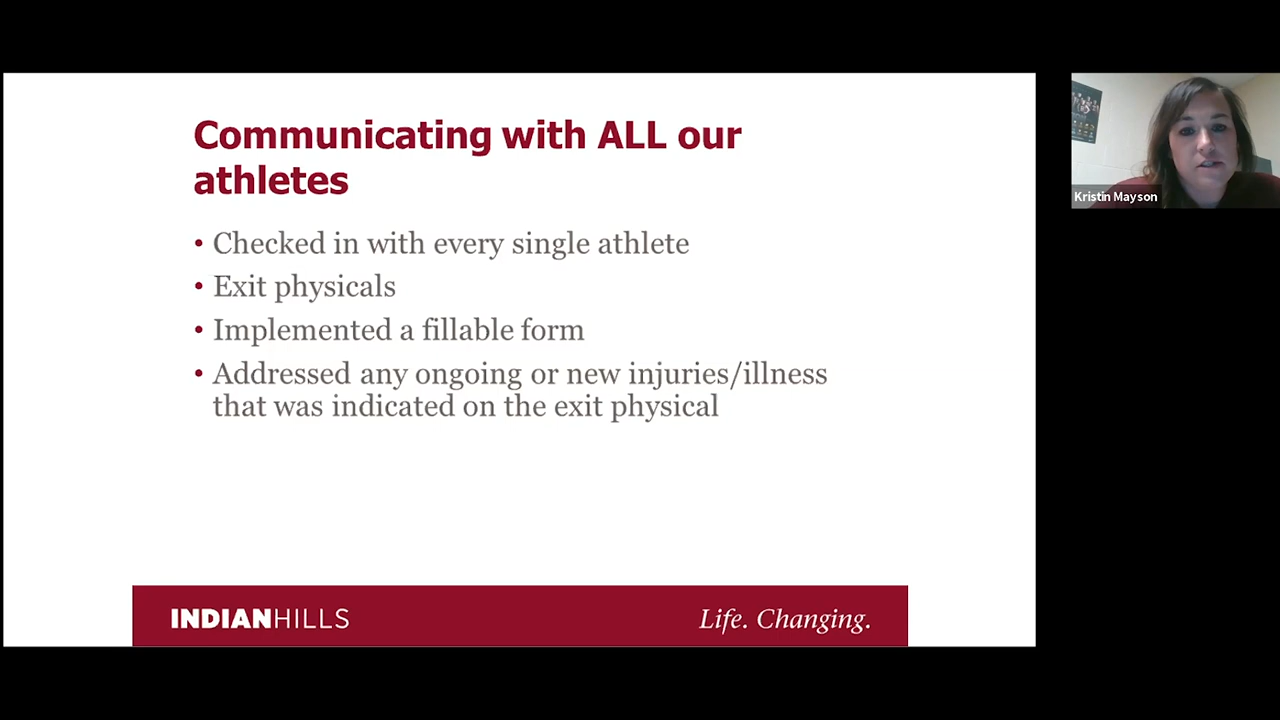 Communicating with ALL our
athletes
• Checked in with every single athlete
• Exit physicals
• Implemented a fillable form
• Addressed any ongoing or new injuries/illness
that was indicated on the exit physical
INDIANHILLS
Life. Changing.
Kristin Mayson